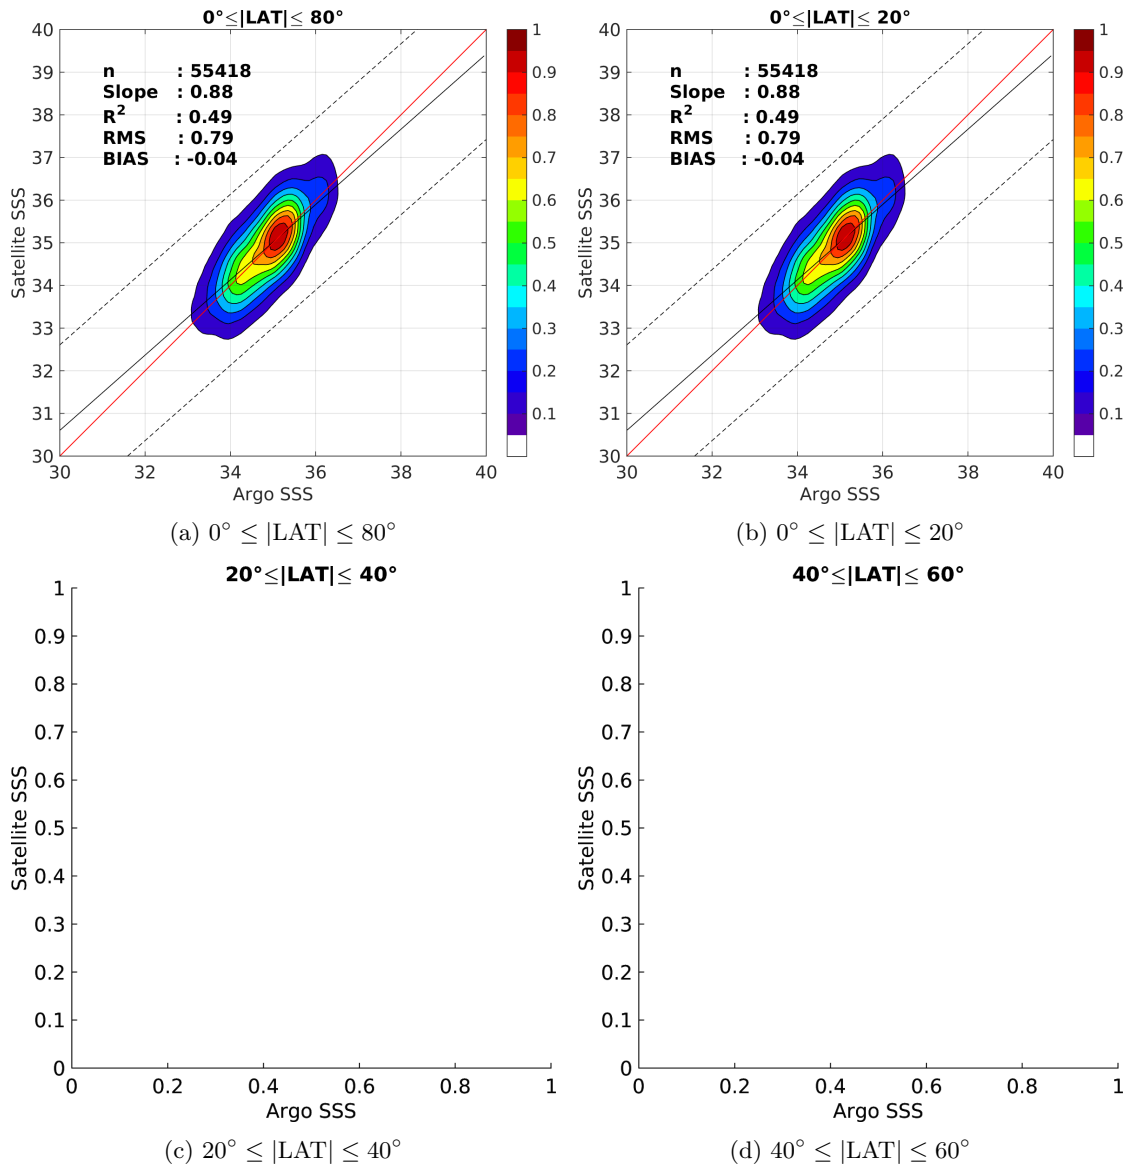 0°≤|LAT|≤ 80°
n : 55418
Slope : 0.88
R² : 0.49
RMS : 0.79
BIAS : -0.04
40
39
38
37
36
35
34
33
32
31
30
Satellite SSS
30 32 34 36 38 40
Argo SSS
1
0.9
0.8
0.7
0.6
0.5
0.4
0.3
0.2
0.1
(a) 0° ≤ |LAT| ≤ 80°
0°≤|LAT|≤ 20°
n : 55418
Slope : 0.88
R² : 0.49
RMS : 0.79
BIAS : -0.04
40
39
38
37
36
35
34
33
32
31
30
Satellite SSS
30 32 34 36 38 40
Argo SSS
1
0.9
0.8
0.7
0.6
0.5
0.4
0.3
0.2
0.1
(b) 0° ≤ |LAT| ≤ 20°
20°≤|LAT|≤ 40°
1
0.9
0.8
0.7
0.6
0.5
0.4
0.3
0.2
0.1
0
Satellite SSS
0 0.2 0.4 0.6 0.8 1
Argo SSS
(c) 20° ≤ |LAT| ≤ 40°
40°≤|LAT|≤ 60°
1
0.9
0.8
0.7
0.6
0.5
0.4
0.3
0.2
0.1
0
Satellite SSS
0 0.2 0.4 0.6 0.8 1
Argo SSS
(d) 40° ≤ |LAT| ≤ 60°